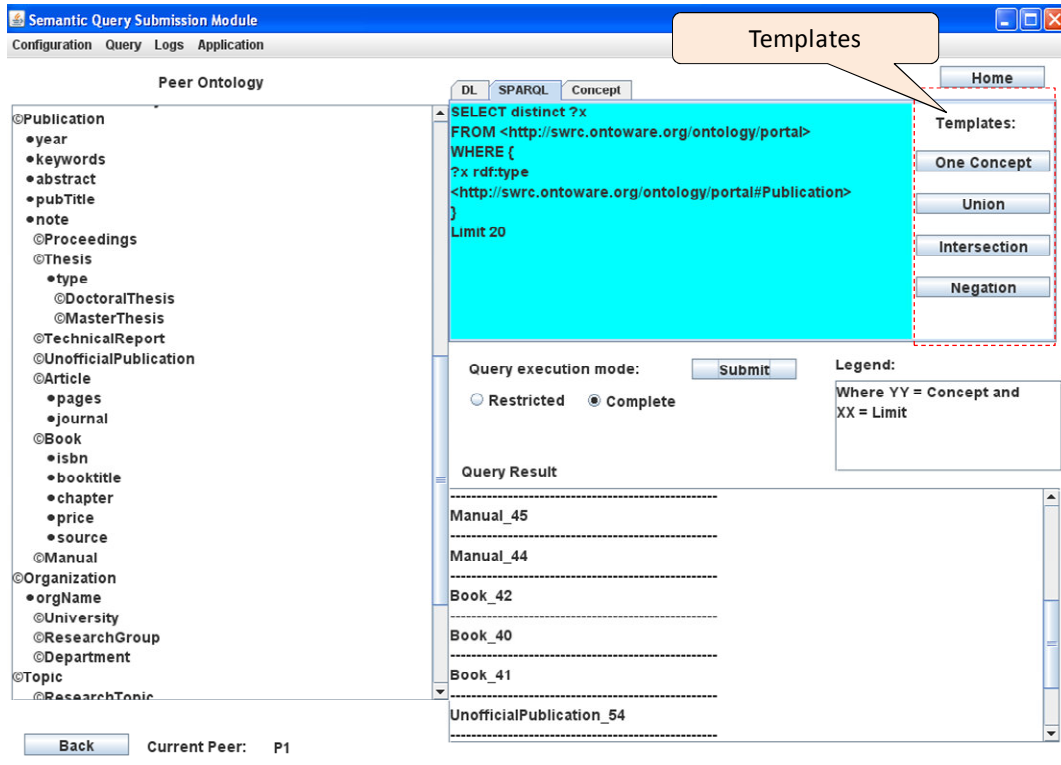 Semantic Query Submission Module
Templates
Configuration Query Logs Application
Peer Ontology
Home
DL SPARQL Concept
©Publication
●year
●keywords
●abstract
●pubTitle
●note
©Proceedings
©Thesis
●type
©DoctoralThesis
©MasterThesis
©TechnicalReport
©UnofficialPublication
©Article
●pages
●journal
©Book
●isbn
●booktitle
●chapter
●price
●source
©Manual
©Organization
●orgName
©University
©ResearchGroup
©Department
©Topic
©ResearchTopic
SELECT distinct ?x
FROM <http://swrc.ontoware.org/ontology/portal>
WHERE {
?x rdf:type
<http://swrc.ontoware.org/ontology/portal#Publication>
}
Limit 20
Templates:
One Concept
Union
Intersection
Negation
Query execution mode:
Submit
Restricted Complete
Legend:
Where YY = Concept and
XX = Limit
Query Result
---------------------------------------------------
Manual_45
---------------------------------------------------
Manual_44
---------------------------------------------------
Book_42
---------------------------------------------------
Book_40
---------------------------------------------------
Book_41
---------------------------------------------------
UnofficialPublication_54
---------------------------------------------------
Back
Current Peer: P1